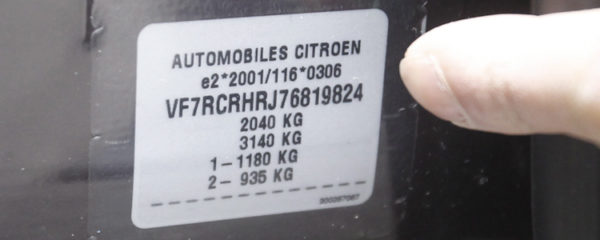 AUTOMOBILES CITROEN
e2*2001/116*0306
VF7RCRHRJ76819824
2040 KG
3140 KG
1 – 1180 KG
2 – 935 KG